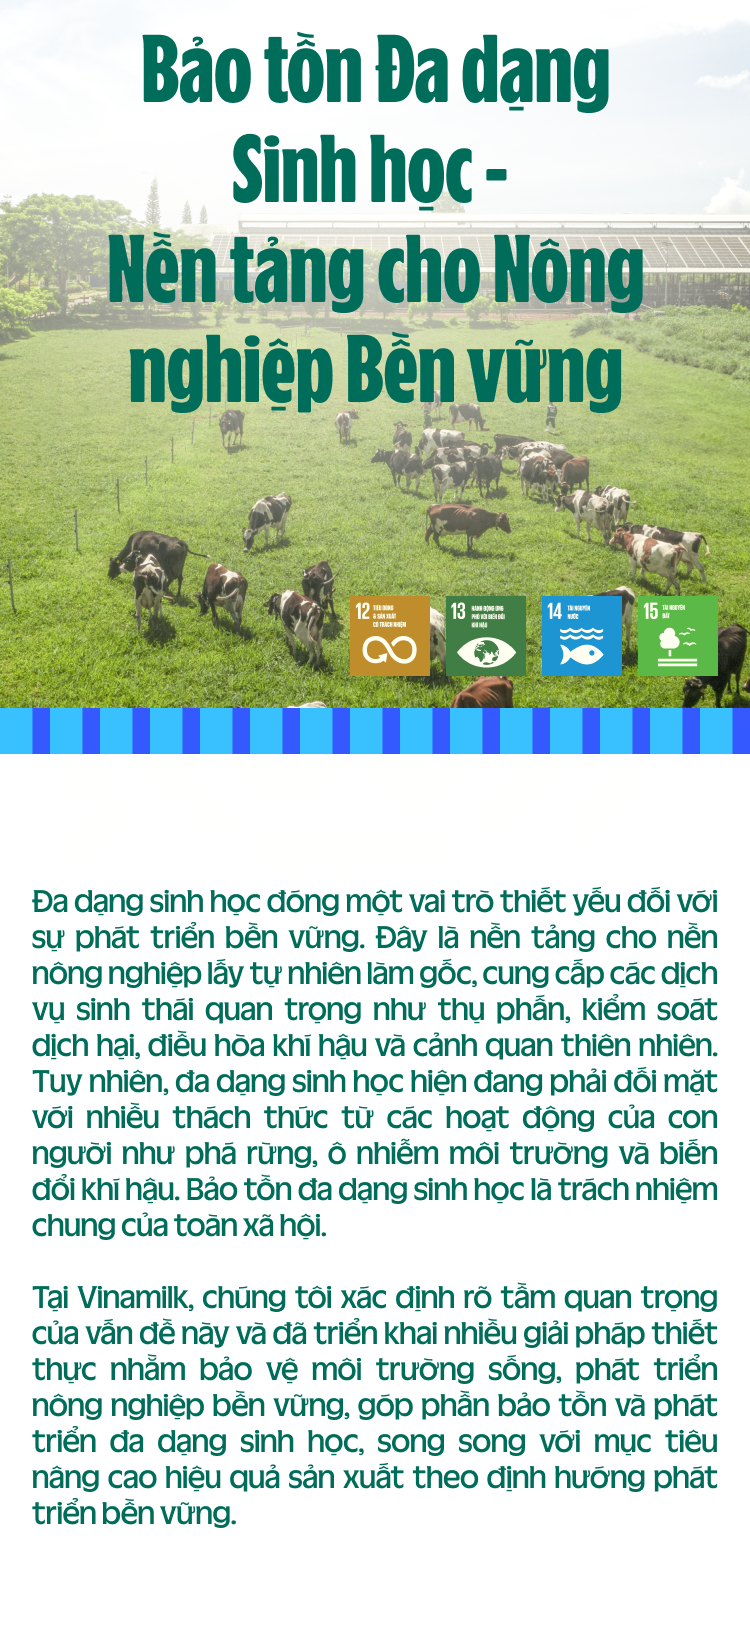 Bảo tồn Đa dạng
Sinh học -
Nền tảng cho Nông
nghiệp Bền vững
12 TIÊU DÙNG
& SẢN XUẤT
CÓ TRÁCH NHIỆM
13 HÀNH ĐỘNG ỨNG
PHÓ VỚI BIẾN ĐỔI
KHÍ HẬU
14 TÀI NGUYÊN
NƯỚC
15 TÀI NGUYÊN
ĐẤT
Đa dạng sinh học đóng một vai trò thiết yếu đối với
sự phát triển bền vững. Đây là nền tảng cho nền
nông nghiệp lấy tự nhiên làm gốc, cung cấp các dịch
vụ sinh thái quan trọng như thụ phấn, kiểm soát
dịch hại, điều hòa khí hậu và cảnh quan thiên nhiên.
Tuy nhiên, đa dạng sinh học hiện đang phải đối mặt
với nhiều thách thức từ các hoạt động của con
người như phá rừng, ô nhiễm môi trường và biến
đổi khí hậu. Bảo tồn đa dạng sinh học là trách nhiệm
chung của toàn xã hội.
Tại Vinamilk, chúng tôi xác định rõ tầm quan trọng
của vấn đề này và đã triển khai nhiều giải pháp thiết
thực nhằm bảo vệ môi trường sống, phát triển
nông nghiệp bền vững, góp phần bảo tồn và phát
triển đa dạng sinh học, song song với mục tiêu
nâng cao hiệu quả sản xuất theo định hướng phát
triển bền vững.